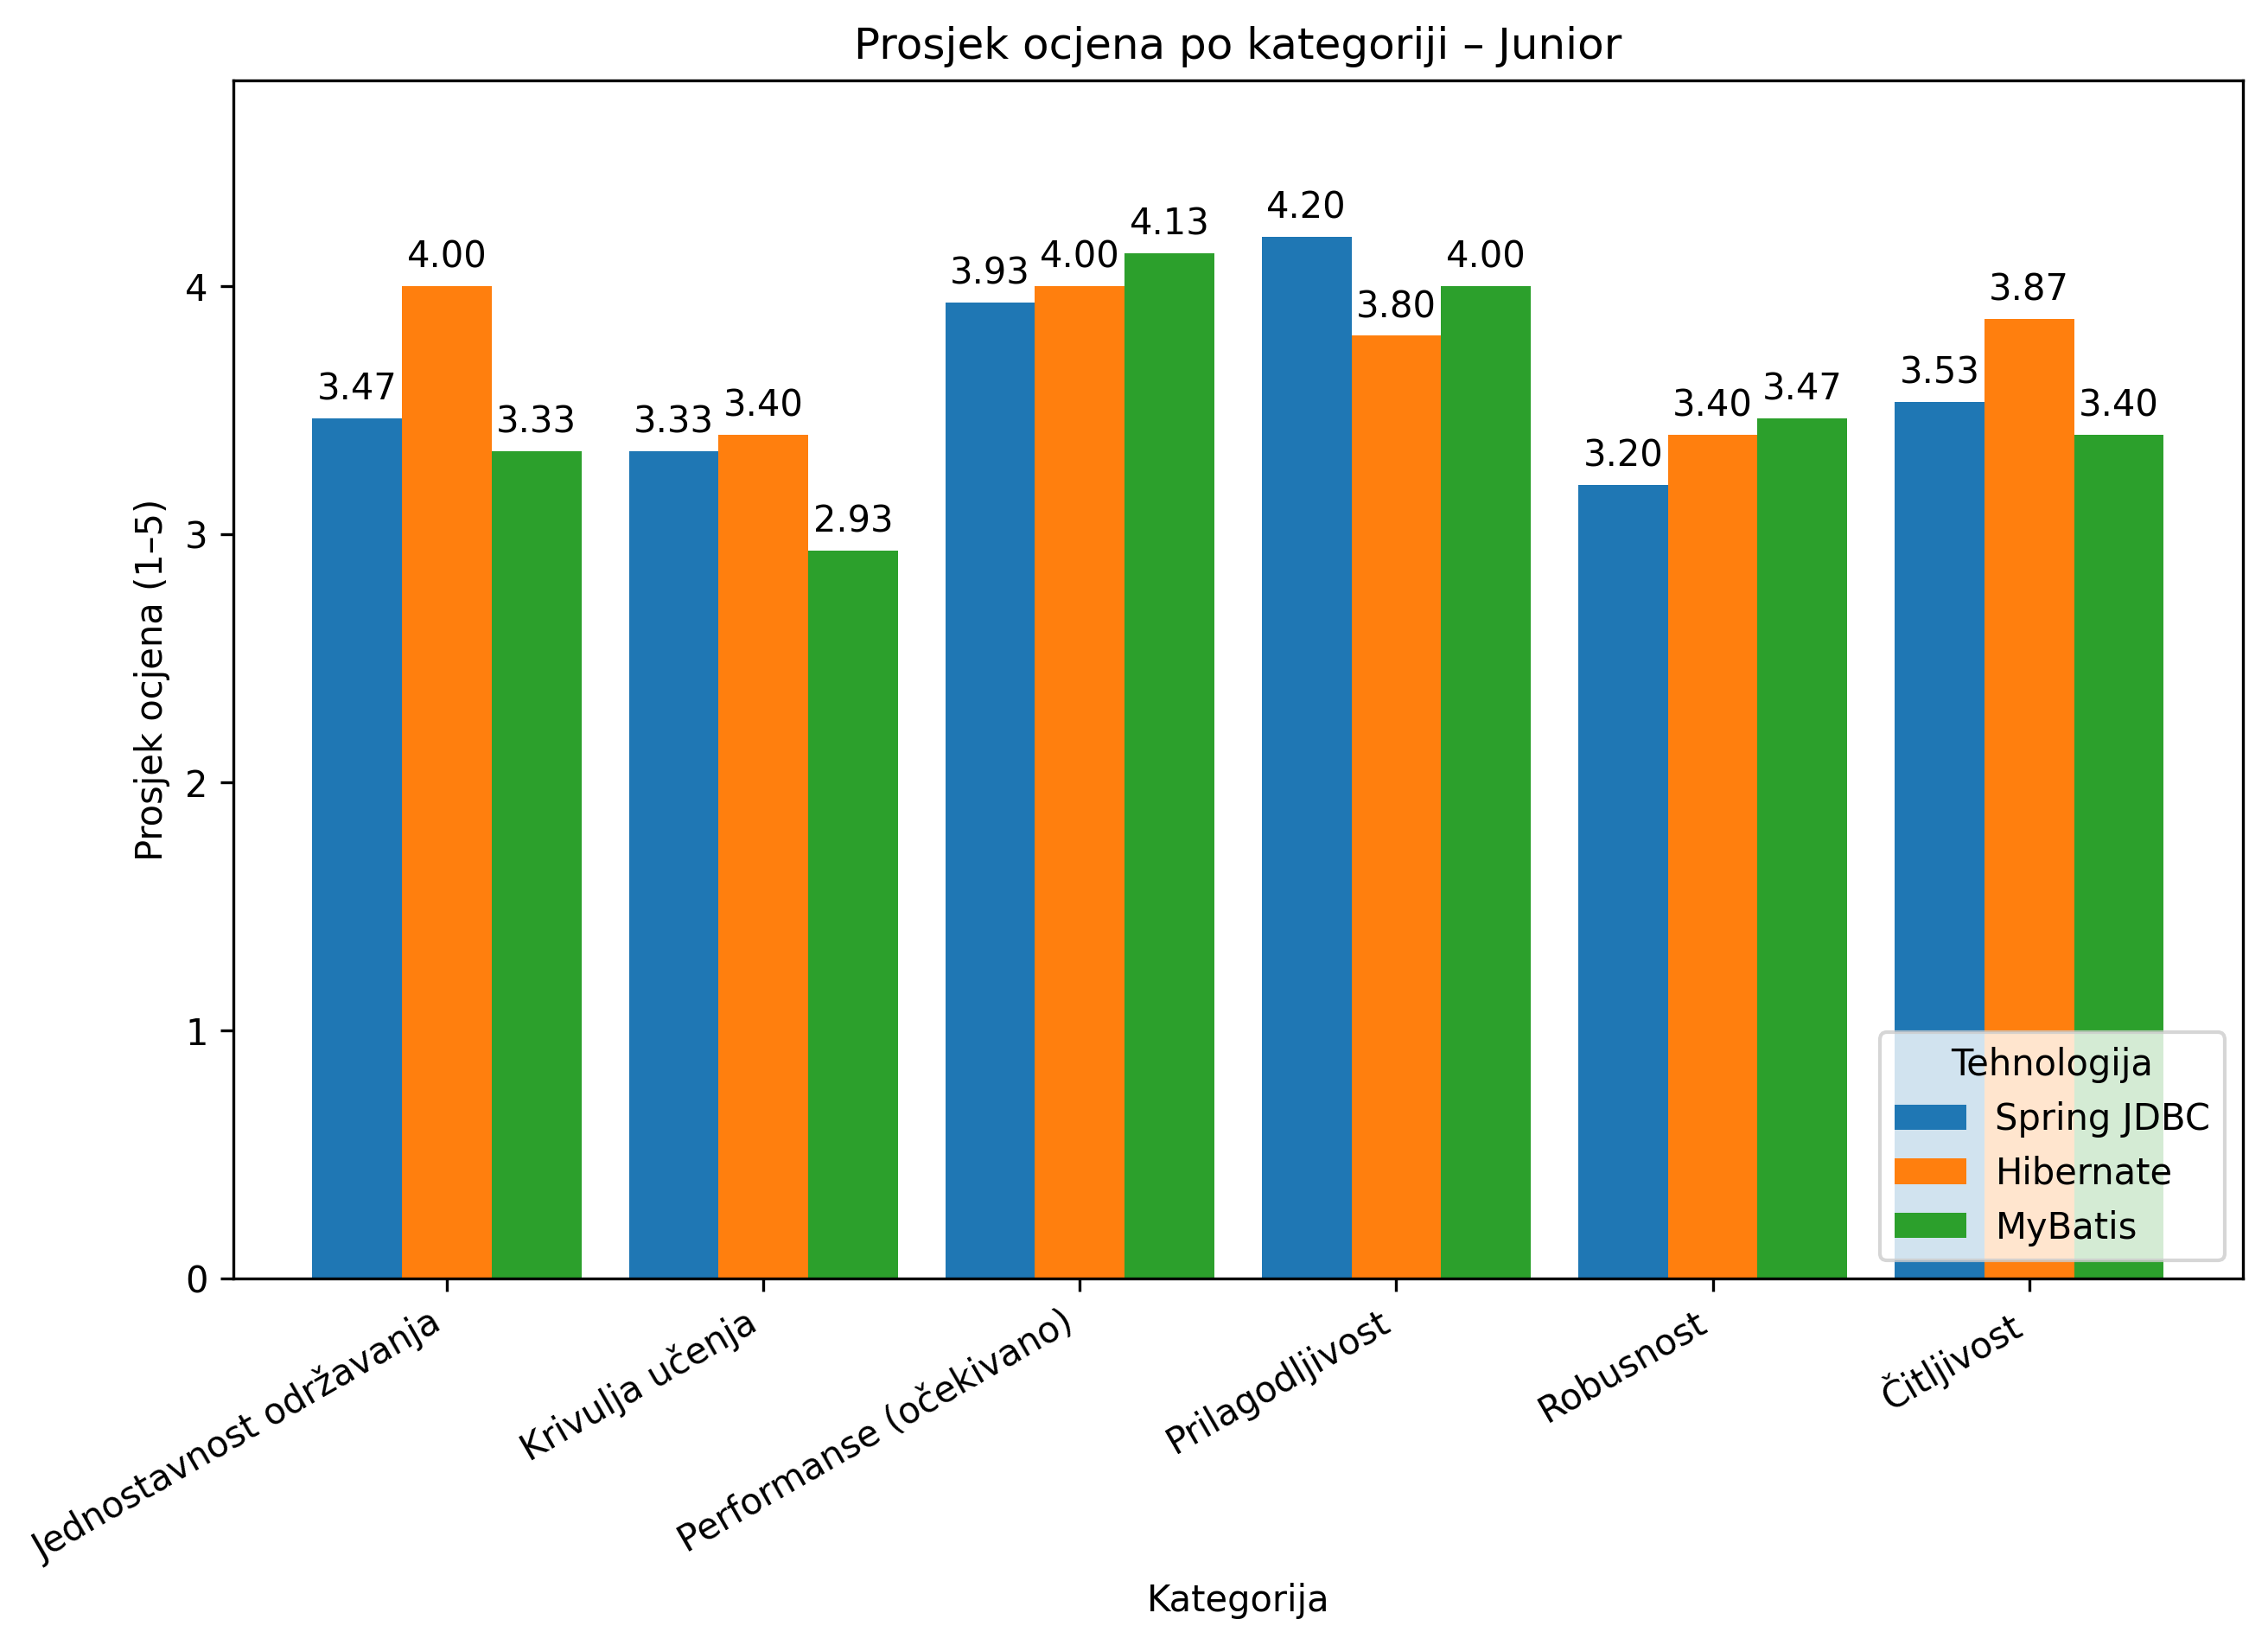 Prosjek ocjena po kategoriji – Junior
Prosjek ocjena (1–5)
4
3
2
1
0
3.47
4.00
3.33
3.33
3.40
2.93
3.93
4.00
4.13
4.20
3.80
4.00
3.20
3.40
3.47
3.53
3.87
3.40
Tehnologija
Spring JDBC
Hibernate
MyBatis
Jednostavnost održavanja
Krivulja učenja
Performanse (očekivano)
Prilagodljivost
Robusnost
Čitljivost
Kategorija